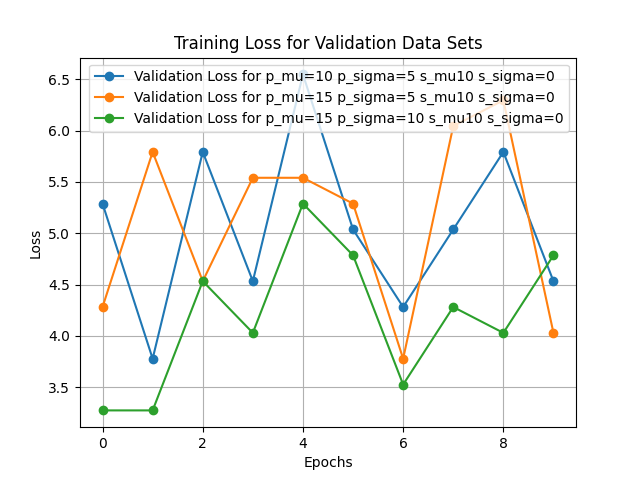 Training Loss for Validation Data Sets
Validation Loss for p_mu=10 p_sigma=5 s_mu10 s_sigma=0
Validation Loss for p_mu=15 p_sigma=5 s_mu10 s_sigma=0
Validation Loss for p_mu=15 p_sigma=10 s_mu10 s_sigma=0
6.5
6.0
5.5
5.0
4.5
4.0
3.5
Loss
0 2 4 6 8
Epochs